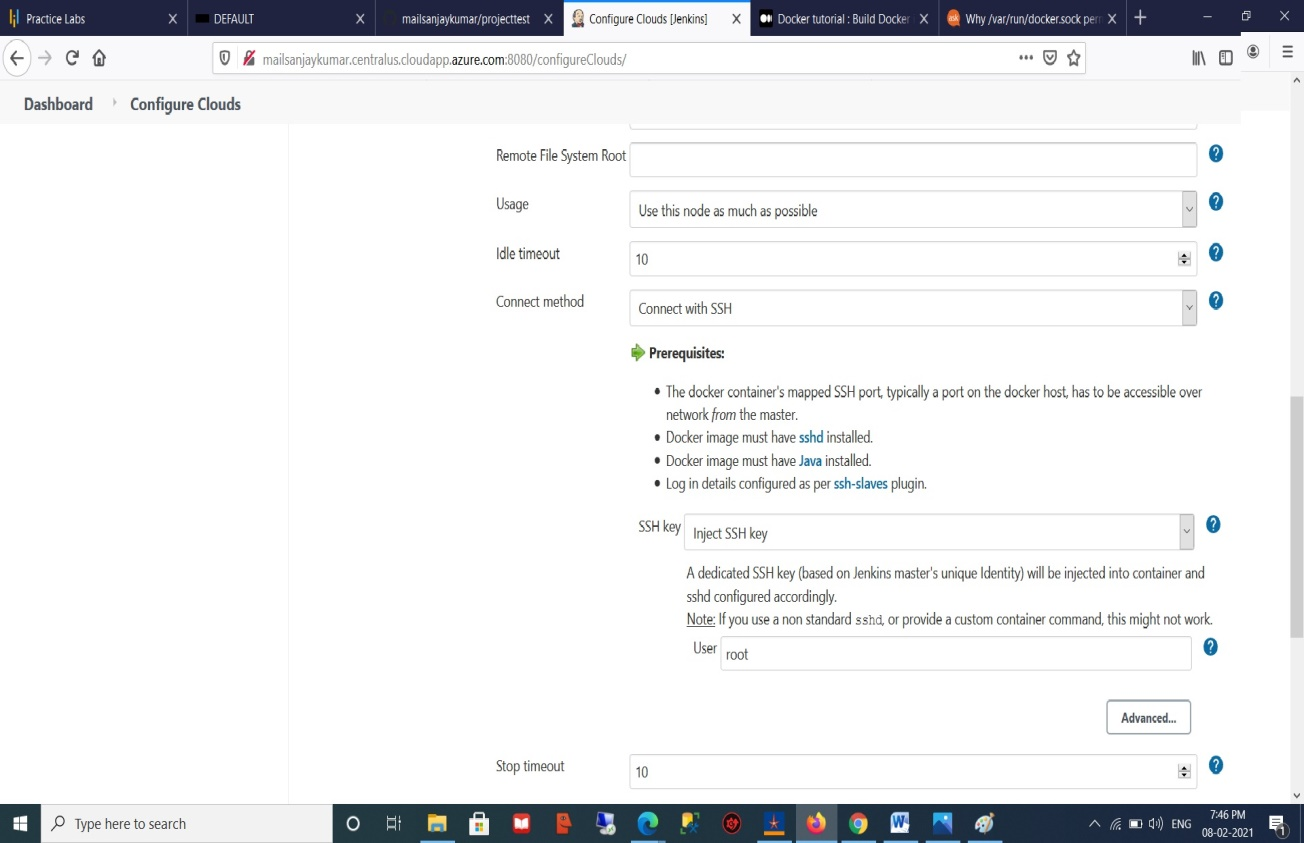 Practice Labs
DEFAULT
mailsanjaykumar/projecttest
Configure Clouds [Jenkins]
Docker tutorial : Build Docker
Why /var/run/docker.sock perm
mailsanjaykumar.centralus.cloudapp.azure.com:8080/configureClouds/
Dashboard Configure Clouds
Remote File System Root
Usage
Use this node as much as possible
Idle timeout
10
Connect method
Connect with SSH
Prerequisites:
• The docker container's mapped SSH port, typically a port on the docker host, has to be accessible over
network from the master.
• Docker image must have sshd installed.
• Docker image must have Java installed.
• Log in details configured as per ssh-slaves plugin.
SSH key
Inject SSH key
A dedicated SSH key (based on Jenkins master's unique Identity) will be injected into container and
sshd configured accordingly.
Note: If you use a non standard sshd, or provide a custom container command, this might not work.
User
root
Advanced...
Stop timeout
10
Type here to search
ENG
7:46 PM
08-02-2021
1